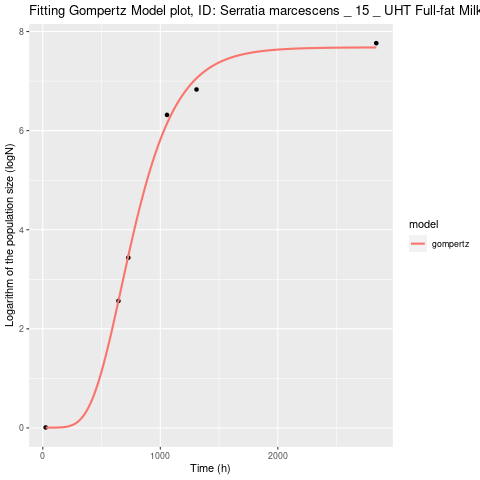 Fitting Gompertz Model plot, ID: Serratia marcescens _ 15 _ UHT Full-fat Milk
8
6
4
2
0
Logarithm of the population size (logN)
0 1000 2000
Time (h)
model
gompertz